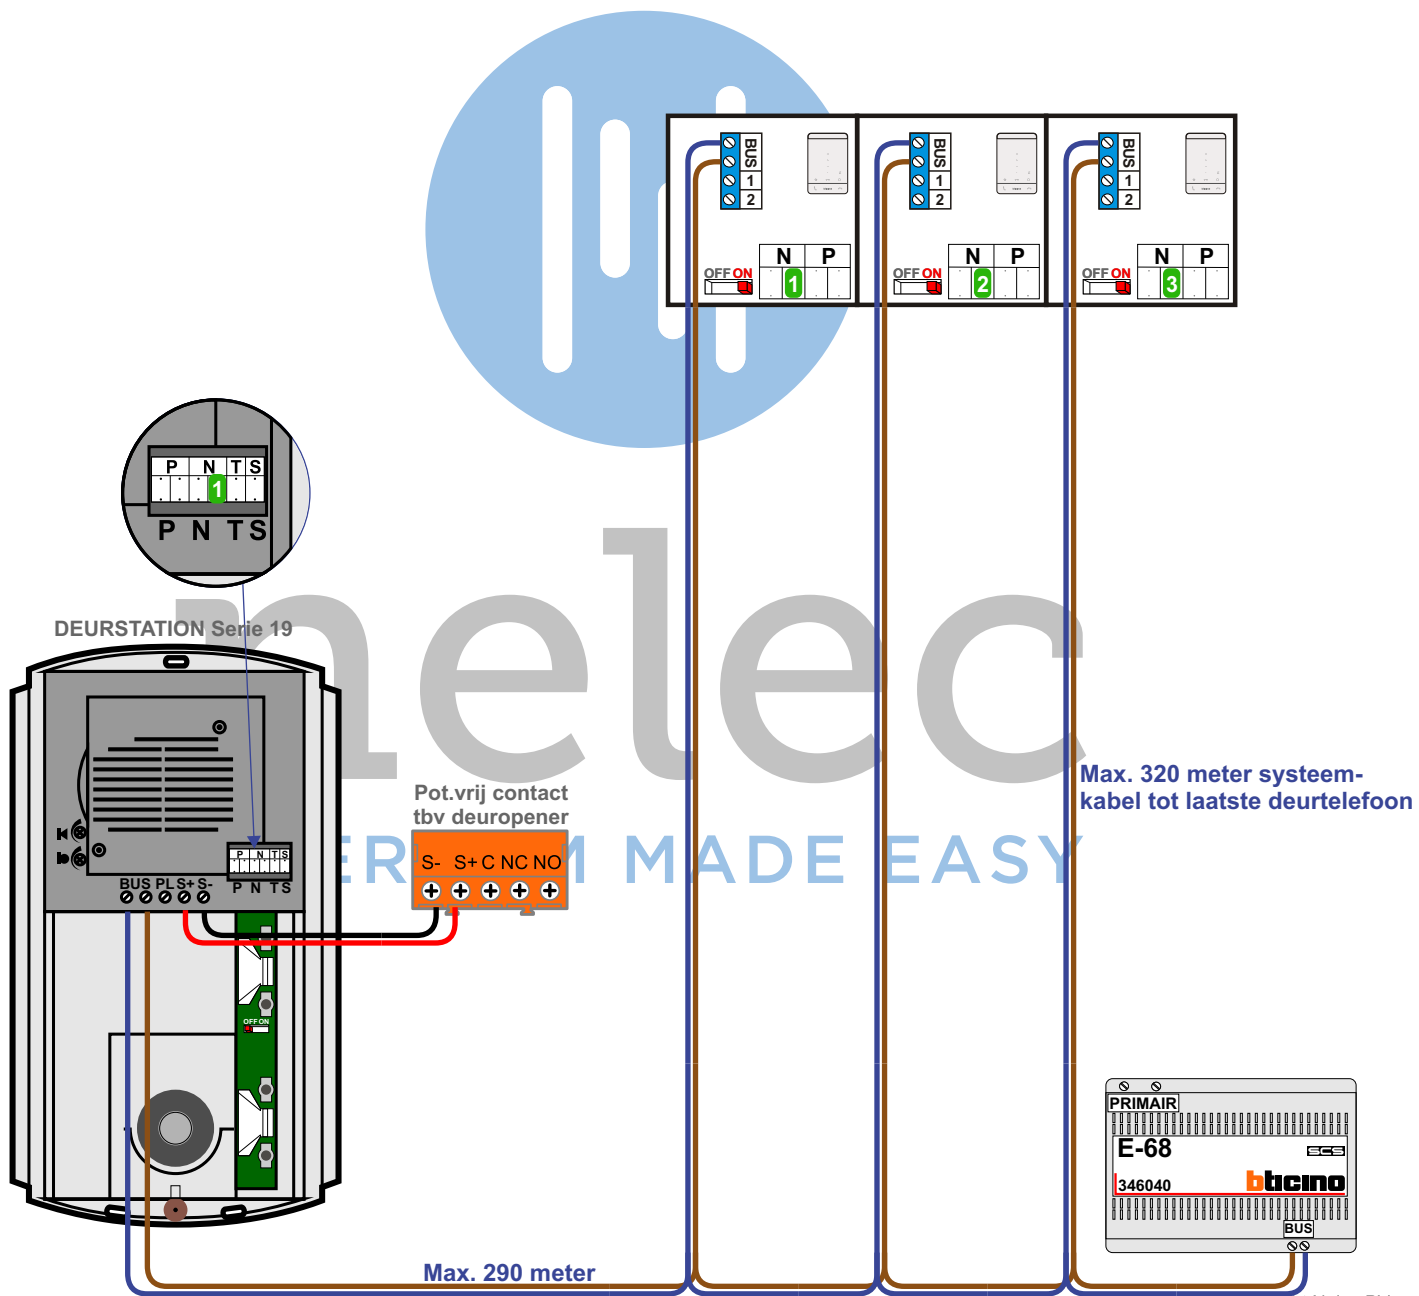 BUS
1
2
N P
OFF ON
1
BUS
1
2
N P
OFF ON
2
BUS
1
2
N P
OFF ON
3
P N T S
1
P N T S
DEURSTATION Serie 19
nelec
MADE EASY
Max. 320 meter systeem-
kabel tot laatste deurtelefoon
Pot.vrij contact
tbv deuropener
S- S+ C NC NO
P N T S
P N T S
BUS PL S+ S-
OFF ON
PRIMAIR
E-68
SCS
346040
bticino
BUS
Max. 290 meter